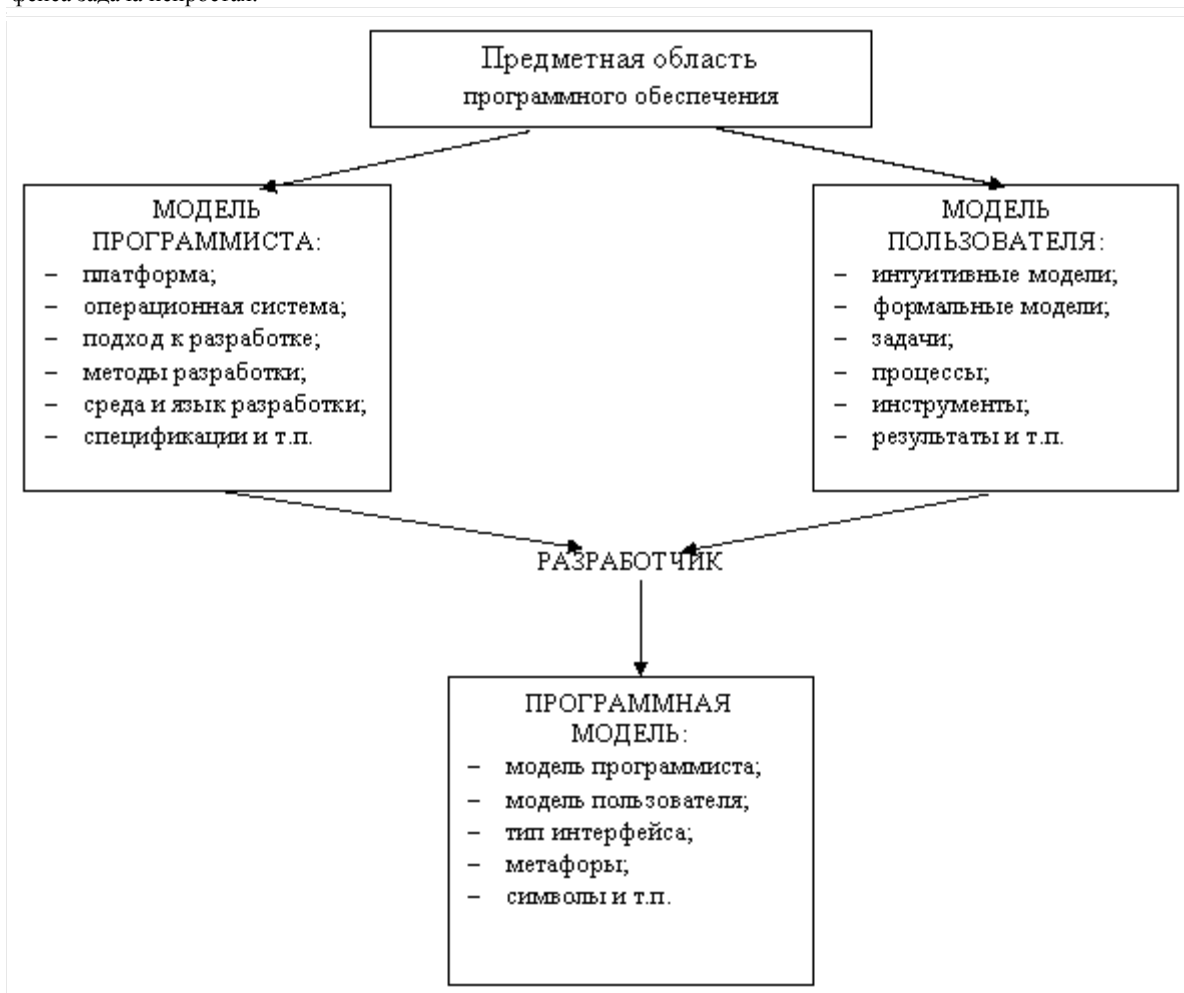 Предметная область
программного обеспечения
МОДЕЛЬ
ПРОГРАММИСТА:
– платформа;
– операционная система;
– подход к разработке;
– методы разработки;
– среда и язык разработки;
– спецификации и т.п.
МОДЕЛЬ
ПОЛЬЗОВАТЕЛЯ:
– интуитивные модели;
– формальные модели;
– задачи;
– процессы;
– инструменты;
– результаты и т.п.
РАЗРАБОТЧИК
ПРОГРАММНАЯ
МОДЕЛЬ:
– модель программиста;
– модель пользователя;
– тип интерфейса;
– метафоры;
– символы и т.п.